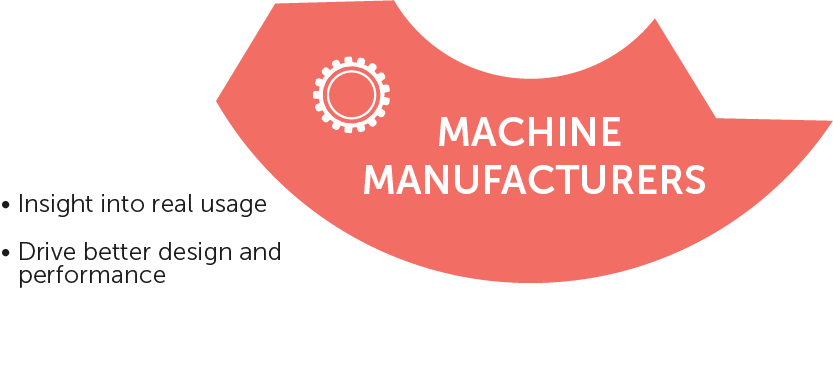 MACHINE
MANUFACTURERS
• Insight into real usage
• Drive better design and
performance